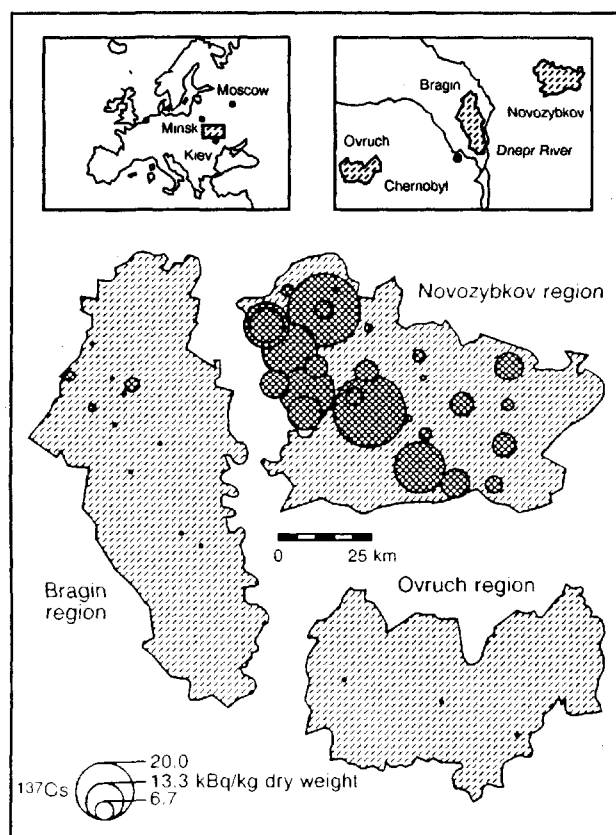 Moscow
Minsk
Kiev
Bragin
Novozybkov
Ovruch
Dnepr River
Chernobyl
Novozybkov region
0 25 km
Bragin
region
Ovruch region
20.0
13.3 kBq/kg dry weight
137Cs
6.7